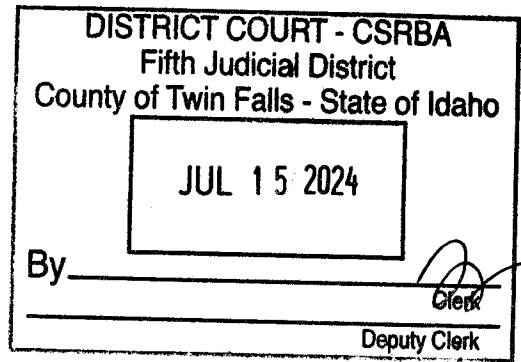 DISTRICT COURT - CSRBA
Fifth Judicial District
County of Twin Falls - State of Idaho
JUL 15 2024
By
Clerk
Deputy Clerk